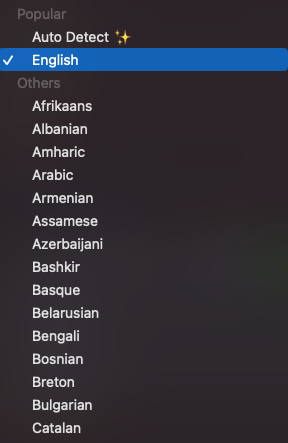 Popular
Auto Detect ✨
✓ English
Others
Afrikaans
Albanian
Amharic
Arabic
Armenian
Assamese
Azerbaijani
Bashkir
Basque
Belarusian
Bengali
Bosnian
Breton
Bulgarian
Catalan